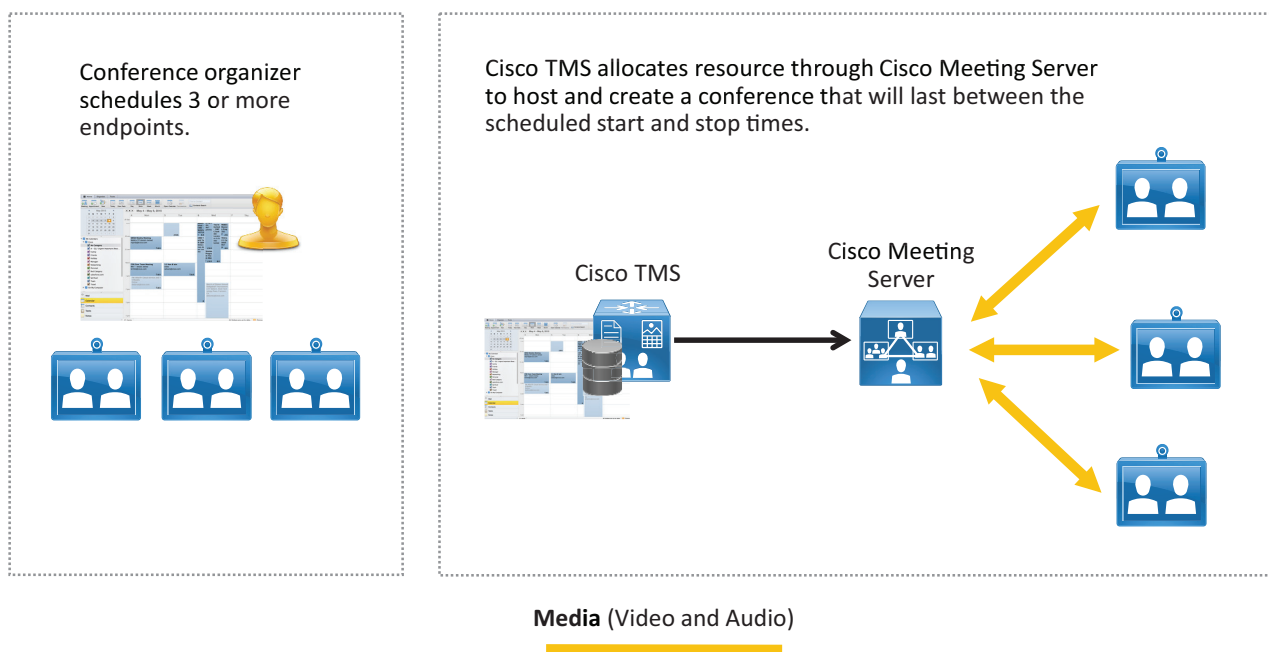 Conference organizer
schedules 3 or more
endpoints.
Cisco TMS allocates resource through Cisco Meeting Server
to host and create a conference that will last between the
scheduled start and stop times.
Cisco TMS
Cisco Meeting
Server
Media (Video and Audio)